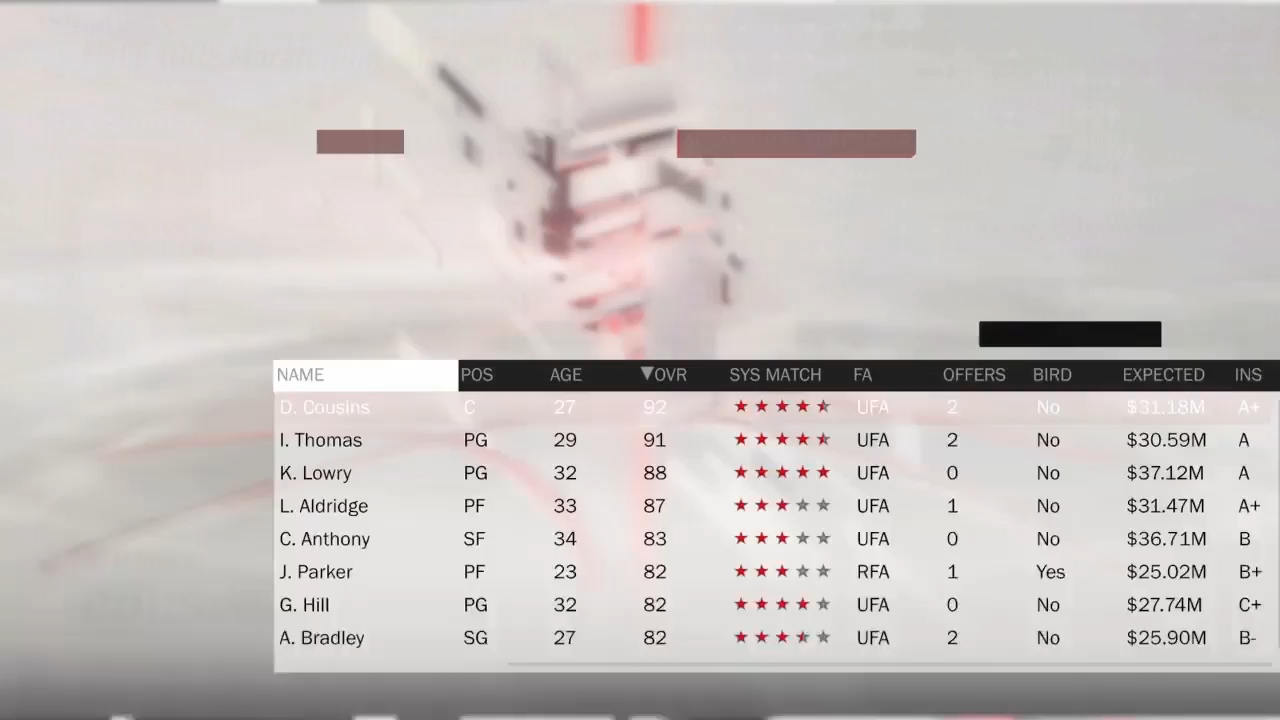 NAME POS AGE ▼OVR SYS MATCH FA OFFERS BIRD EXPECTED INS
D. Cousins C 27 92 UFA 2 No $31.18M A+
I. Thomas PG 29 91 UFA 2 No $30.59M A
K. Lowry PG 32 88 UFA 0 No $37.12M A
L. Aldridge PF 33 87 UFA 1 No $31.47M A+
C. Anthony SF 34 83 UFA 0 No $36.71M B
J. Parker PF 23 82 RFA 1 Yes $25.02M B+
G. Hill PG 32 82 UFA 0 No $27.74M C+
A. Bradley SG 27 82 UFA 2 No $25.90M B-